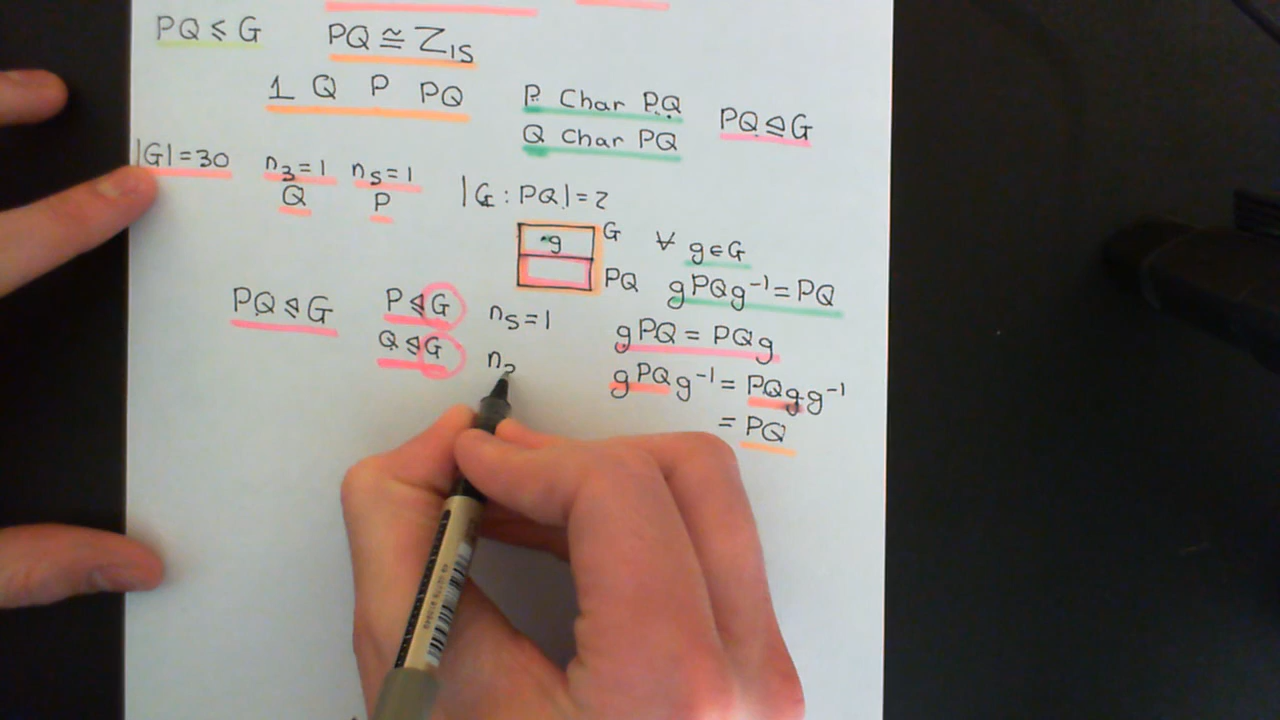 PQ ≤ G PQ ≅ Z₁₅
1 Q P PQ
P Char PQ
Q Char PQ
PQ ⊴ G
|G|=30 n₃=1 n₅=1
Q P
|G : PQ|=2
g G ∀ g∈G
PQ gPQg⁻¹=PQ
PQ ⊴ G P ⊴ G n₅=1
Q ⊴ G n₃
gPQ = PQg
gPQg⁻¹ = PQgg⁻¹
= PQ